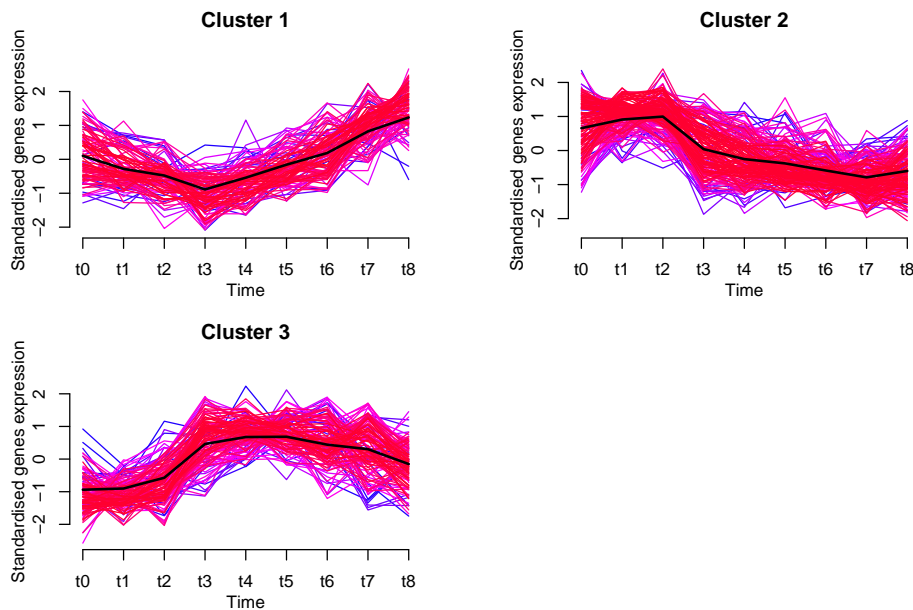 Cluster 1
Standardised genes expression
2
1
0
−1
−2
t0 t1 t2 t3 t4 t5 t6 t7 t8
Time
Cluster 2
Standardised genes expression
2
1
0
−1
−2
t0 t1 t2 t3 t4 t5 t6 t7 t8
Time
Cluster 3
Standardised genes expression
2
1
0
−1
−2
t0 t1 t2 t3 t4 t5 t6 t7 t8
Time